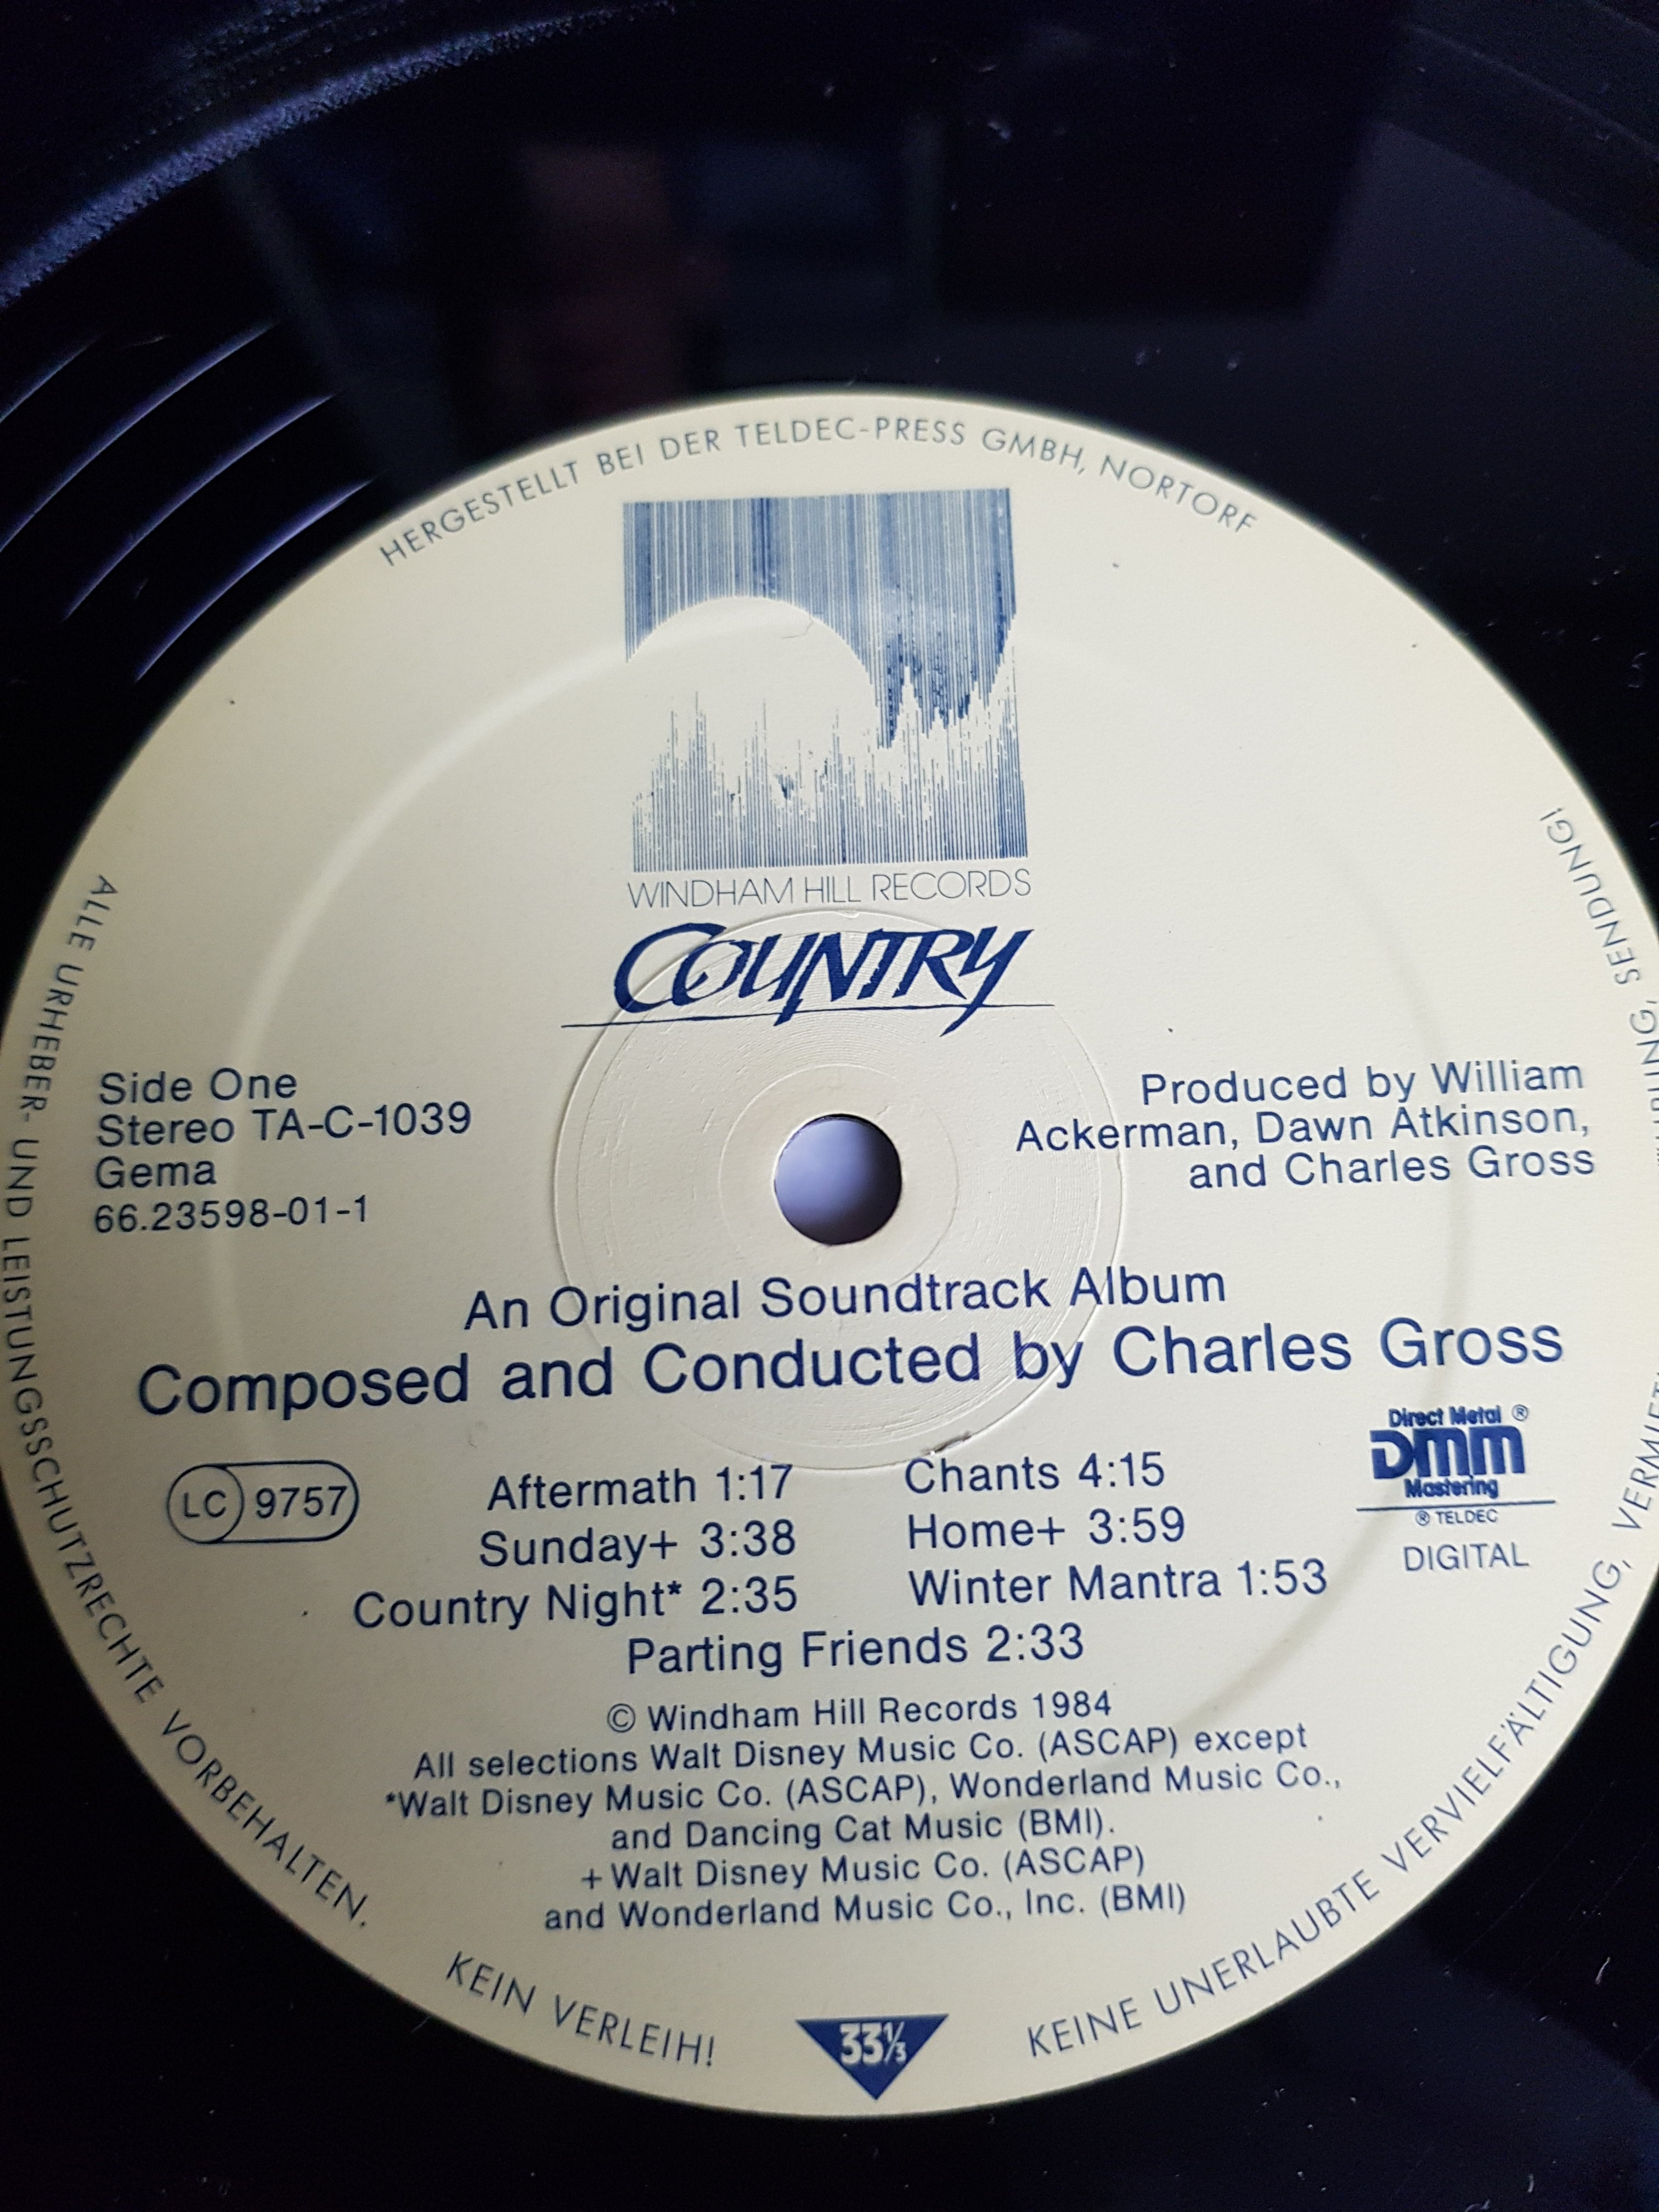 HERGESTELLT BEI DER TELDEC-PRESS GMBH, NORTORF
WINDHAM HILL RECORDS
COUNTRY
Side One
Stereo TA-C-1039
Gema
66.23598-01-1
Produced by William
Ackerman, Dawn Atkinson,
and Charles Gross
An Original Soundtrack Album
Composed and Conducted by Charles Gross
LC 9757
Aftermath 1:17
Sunday+ 3:38
Country Night* 2:35
Chants 4:15
Home+ 3:59
Winter Mantra 1:53
Parting Friends 2:33
Direct Metal ®
DMM
Mastering
® TELDEC
DIGITAL
© Windham Hill Records 1984
All selections Walt Disney Music Co. (ASCAP) except
*Walt Disney Music Co. (ASCAP), Wonderland Music Co.,
and Dancing Cat Music (BMI).
+ Walt Disney Music Co. (ASCAP)
and Wonderland Music Co., Inc. (BMI)
ALLE URHEBER- UND LEISTUNGSSCHUTZRECHTE VORBEHALTEN.
KEIN VERLEIH!
33⅓
KEINE UNERLAUBTE VERVIELFÄLTIGUNG, SENDUNG!